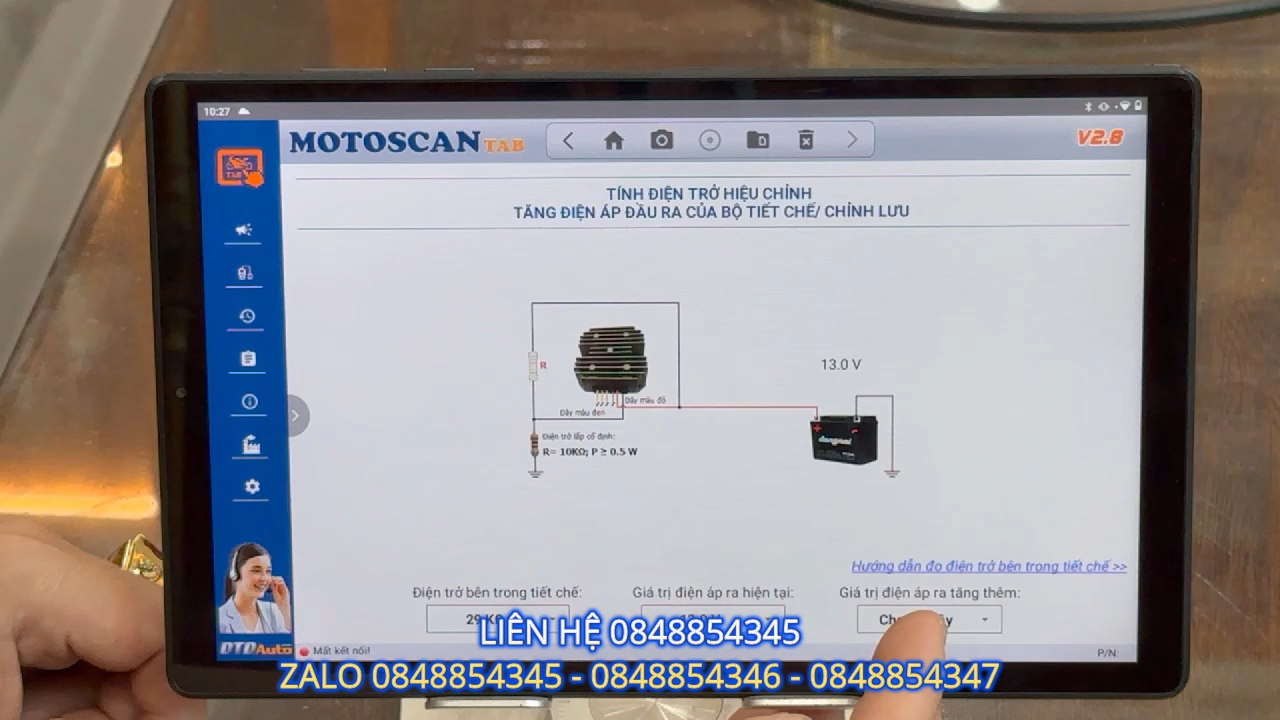 10:27
MOTOSCAN TAB
V2.8
TÍNH ĐIỆN TRỞ HIỆU CHỈNH
TĂNG ĐIỆN ÁP ĐẦU RA CỦA BỘ TIẾT CHẾ/ CHỈNH LƯU
13.0 V
R
Dây màu đỏ
Dây màu đen
Điện trở lắp cố định:
R= 10KΩ; P ≥ 0.5 W
dongnai
Hướng dẫn đo điện trở bên trong tiết chế >>
Điện trở bên trong tiết chế:
Giá trị điện áp ra hiện tại:
Giá trị điện áp ra tăng thêm:
DTDAuto
Mất kết nối!
P/N:
LIÊN HỆ 0848854345
ZALO 0848854345 - 0848854346 - 0848854347